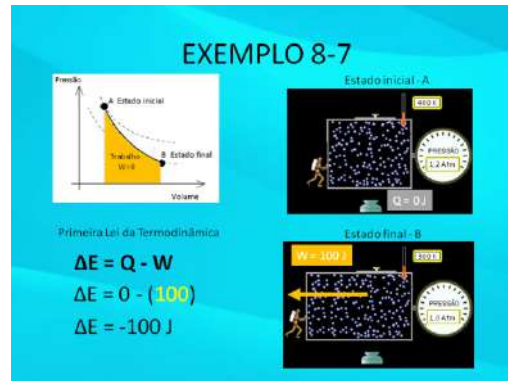 EXEMPLO 8-7
Pressão
A Estado inicial
Trabalho
B Estado final
Volume
Estado inicial - A
400 K
PRESSÃO
1,2 Atm
Q = 0 J
Primeira Lei da Termodinâmica
ΔE = Q - W
ΔE = 0 - (100)
ΔE = -100 J
Estado final - B
W = 100 J
PRESSÃO
1,0 Atm